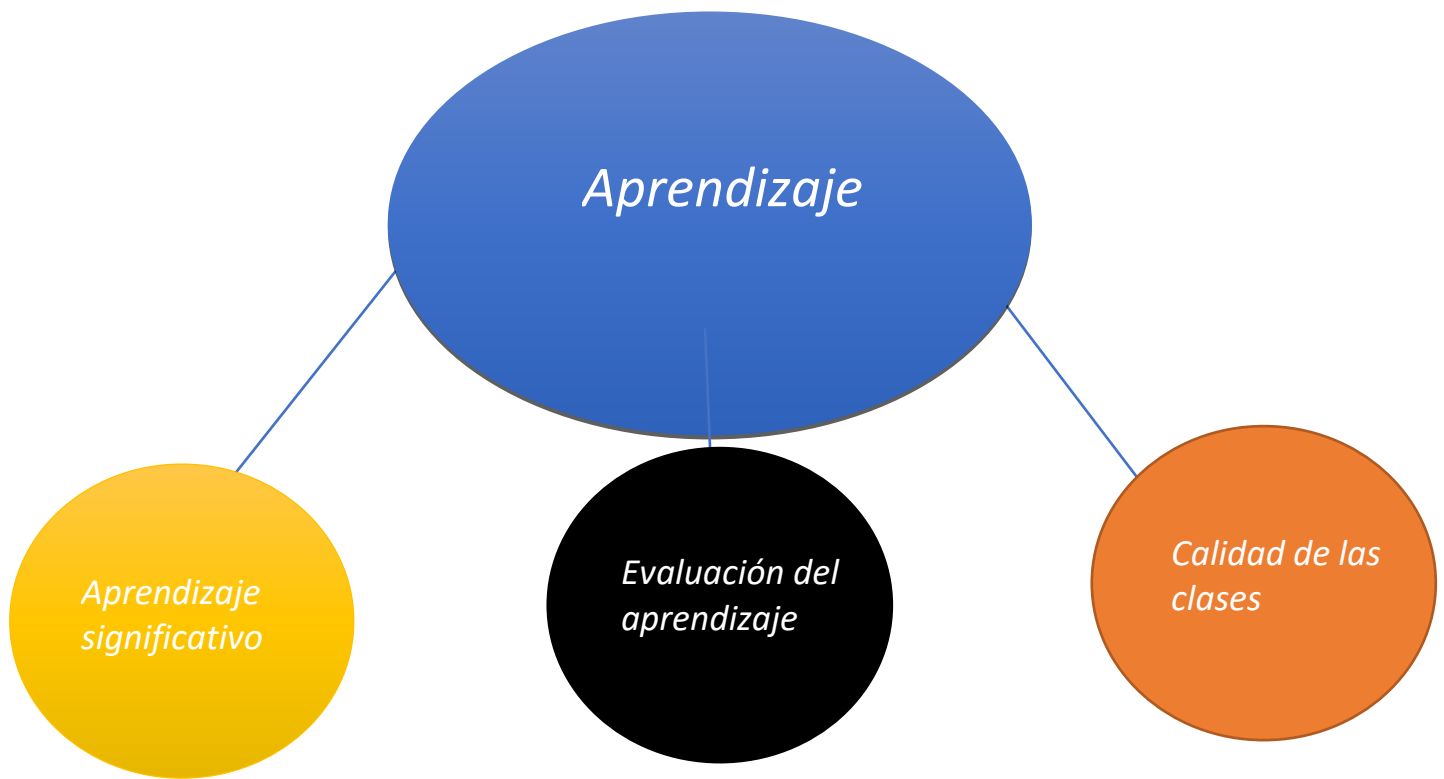 Aprendizaje
Aprendizaje
significativo
Evaluación del
aprendizaje
Calidad de las
clases